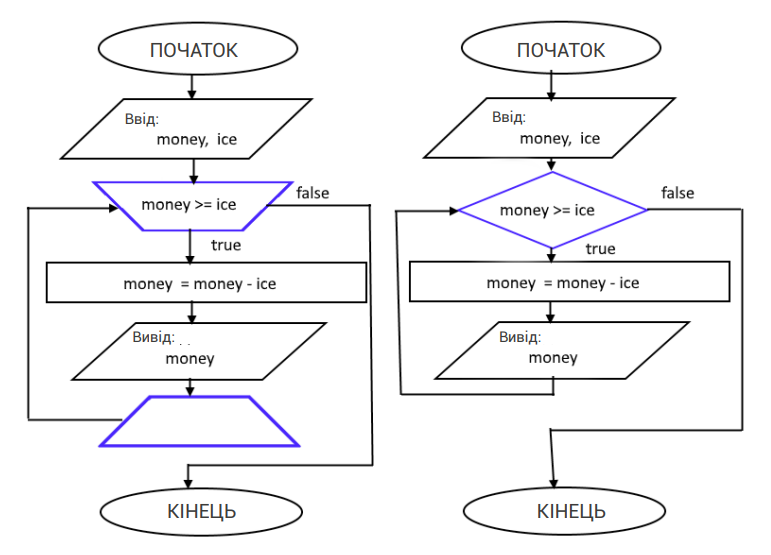 ПОЧАТОК
Ввід:
money, ice
money >= ice
false
true
money = money - ice
Вивід:
money
КІНЕЦЬ
ПОЧАТОК
Ввід:
money, ice
money >= ice
false
true
money = money - ice
Вивід:
money
КІНЕЦЬ